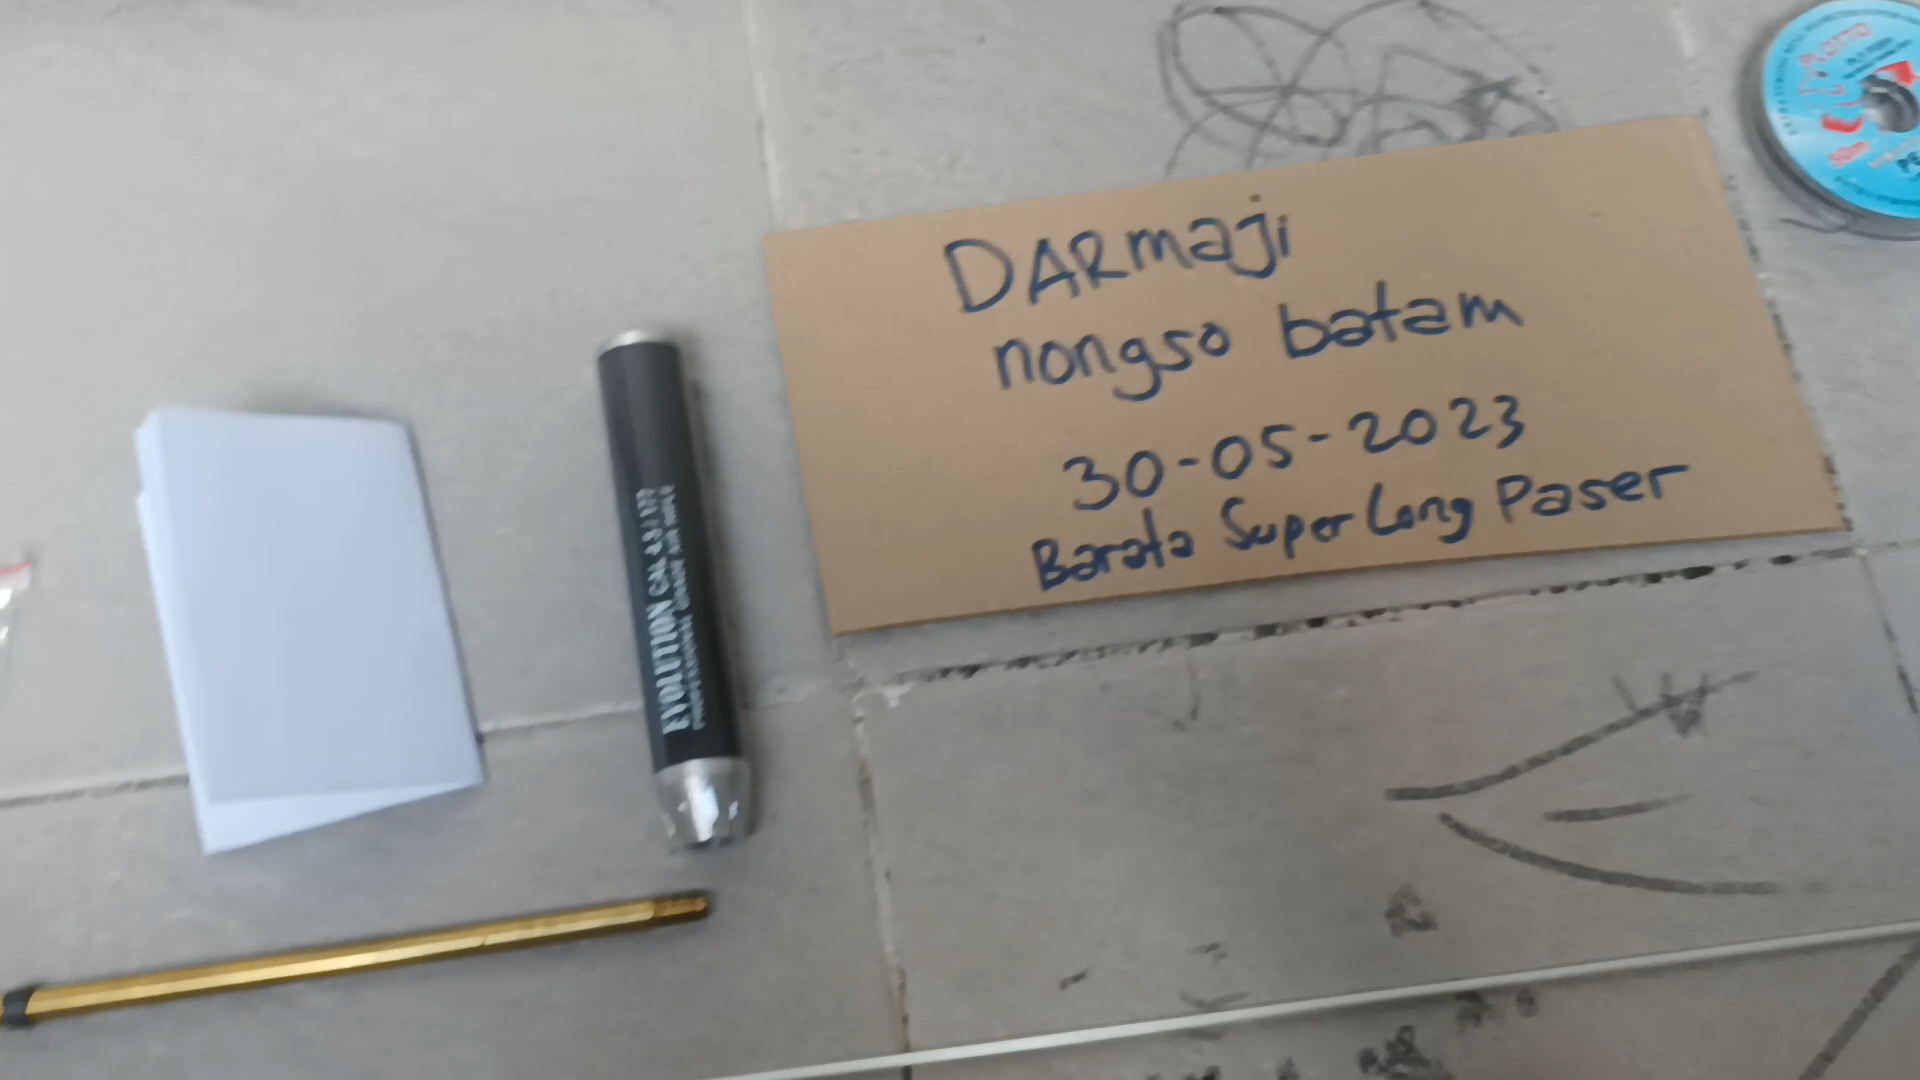 DARmaji
nongso batam
30-05-2023
Barata Super Long Paser
EVOLUTION CAL 4.5/.177